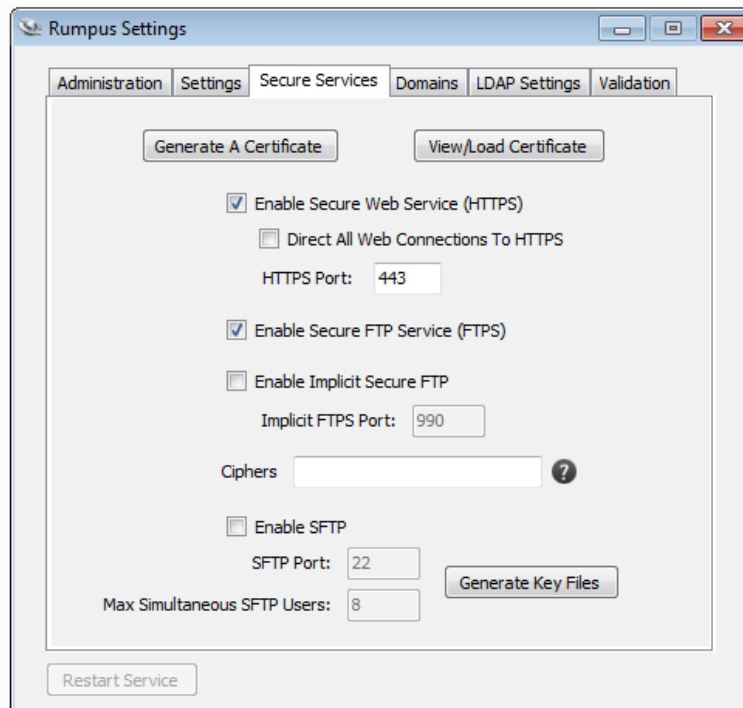 Rumpus Settings
Administration Settings Secure Services Domains LDAP Settings Validation
Generate A Certificate View/Load Certificate
Enable Secure Web Service (HTTPS)
Direct All Web Connections To HTTPS
HTTPS Port: 443
Enable Secure FTP Service (FTPS)
Enable Implicit Secure FTP
Implicit FTPS Port: 990
Ciphers ?
Enable SFTP
SFTP Port: 22
Generate Key Files
Max Simultaneous SFTP Users: 8
Restart Service